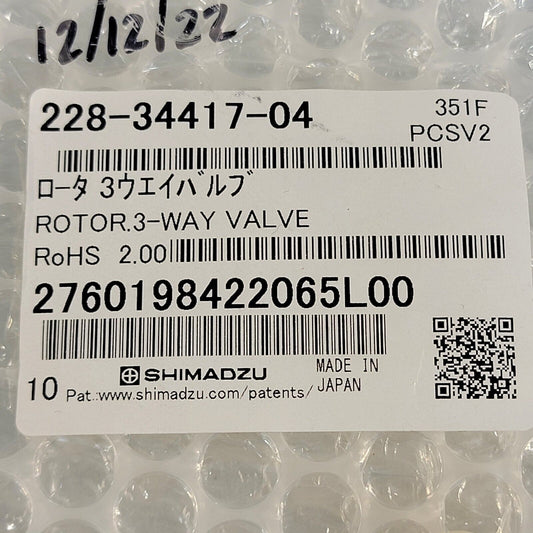 12/12/22
228-34417-04
351F
PCSV2
ﾛｰﾀ 3ｳｴｲﾊﾞﾙﾌﾞ
ROTOR.3-WAY VALVE
RoHS 2.00
2760198422065L00
SHIMADZU
MADE IN
JAPAN
10 Pat.:www.shimadzu.com/patents/